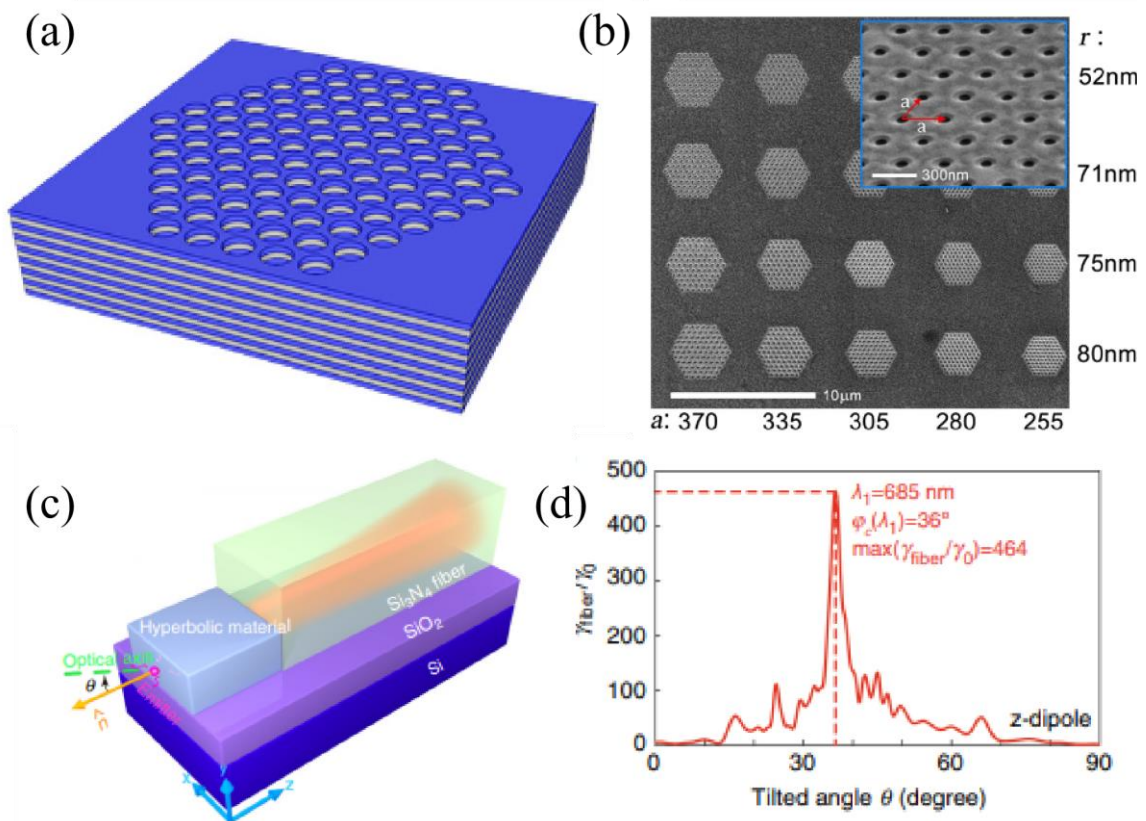 (a)
(b)
r :
52nm
71nm
75nm
80nm
a
a
300nm
10μm
a: 370 335 305 280 255
(c)
Hyperbolic material
Si₃N₄ fiber
SiO₂
Si
Optical axis
θ
n̂
x
y
z
(d)
500
400
300
200
100
0
γfiber/γ₀
λ₁=685 nm
φc(λ₁)=36°
max(γfiber/γ₀)=464
z-dipole
0 30 60 90
Tilted angle θ (degree)